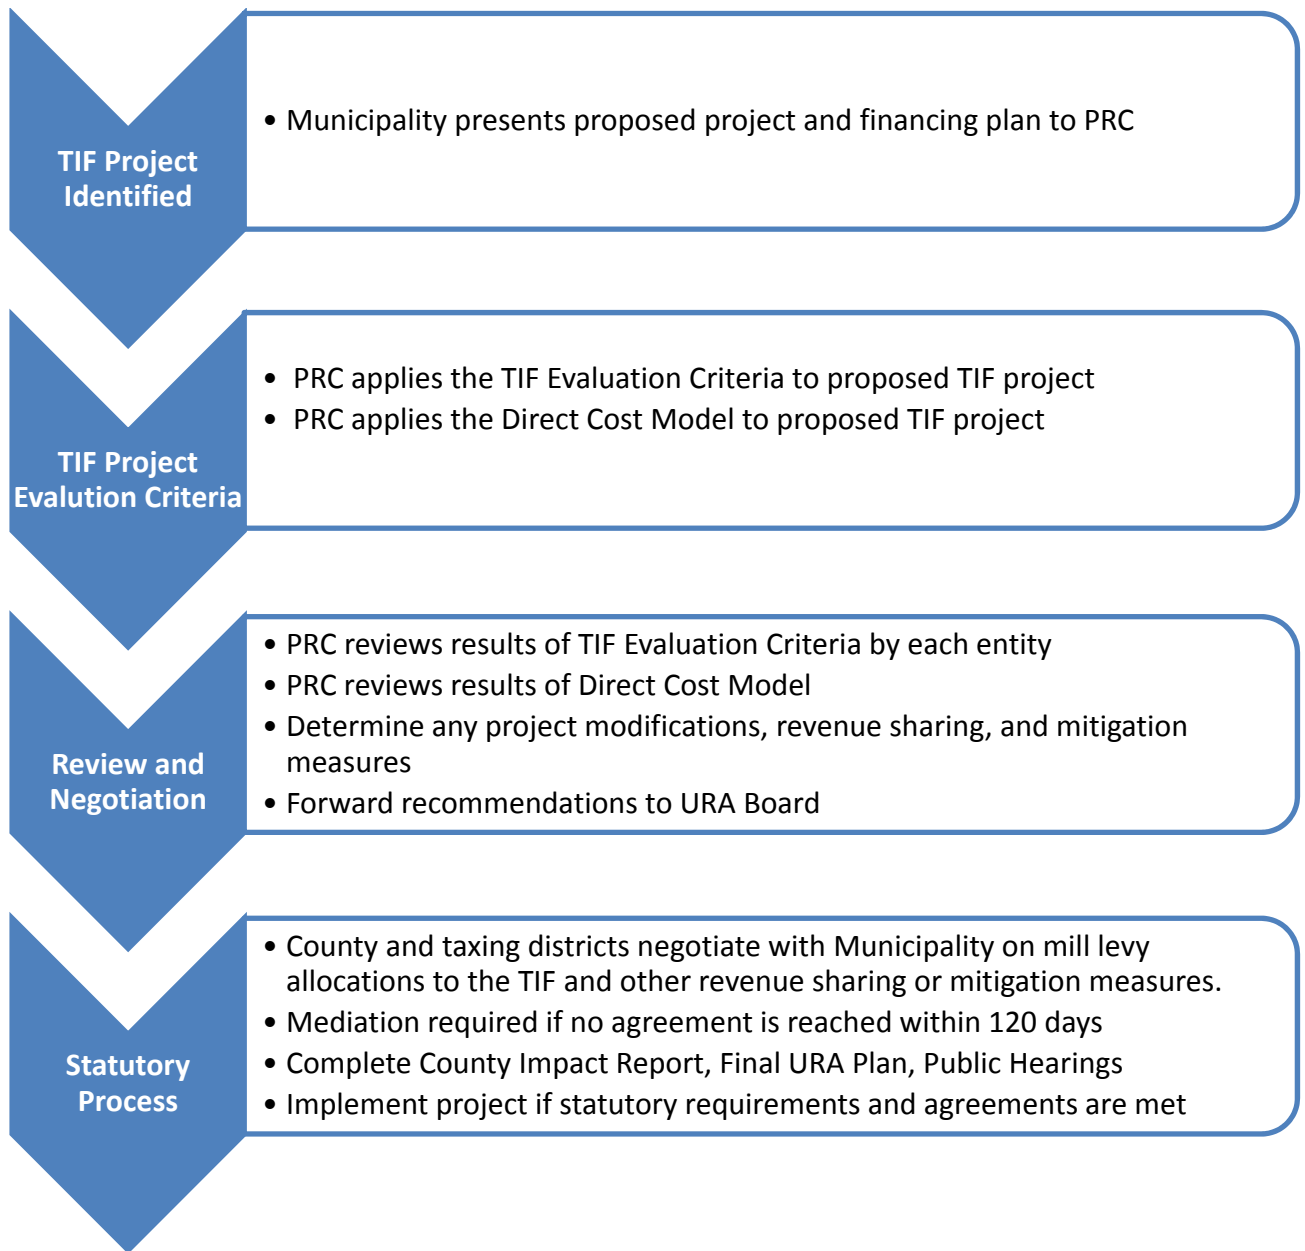 TIF Project
Identified
• Municipality presents proposed project and financing plan to PRC
TIF Project
Evalution Criteria
• PRC applies the TIF Evaluation Criteria to proposed TIF project
• PRC applies the Direct Cost Model to proposed TIF project
Review and
Negotiation
• PRC reviews results of TIF Evaluation Criteria by each entity
• PRC reviews results of Direct Cost Model
• Determine any project modifications, revenue sharing, and mitigation
measures
• Forward recommendations to URA Board
Statutory
Process
• County and taxing districts negotiate with Municipality on mill levy
allocations to the TIF and other revenue sharing or mitigation measures.
• Mediation required if no agreement is reached within 120 days
• Complete County Impact Report, Final URA Plan, Public Hearings
• Implement project if statutory requirements and agreements are met